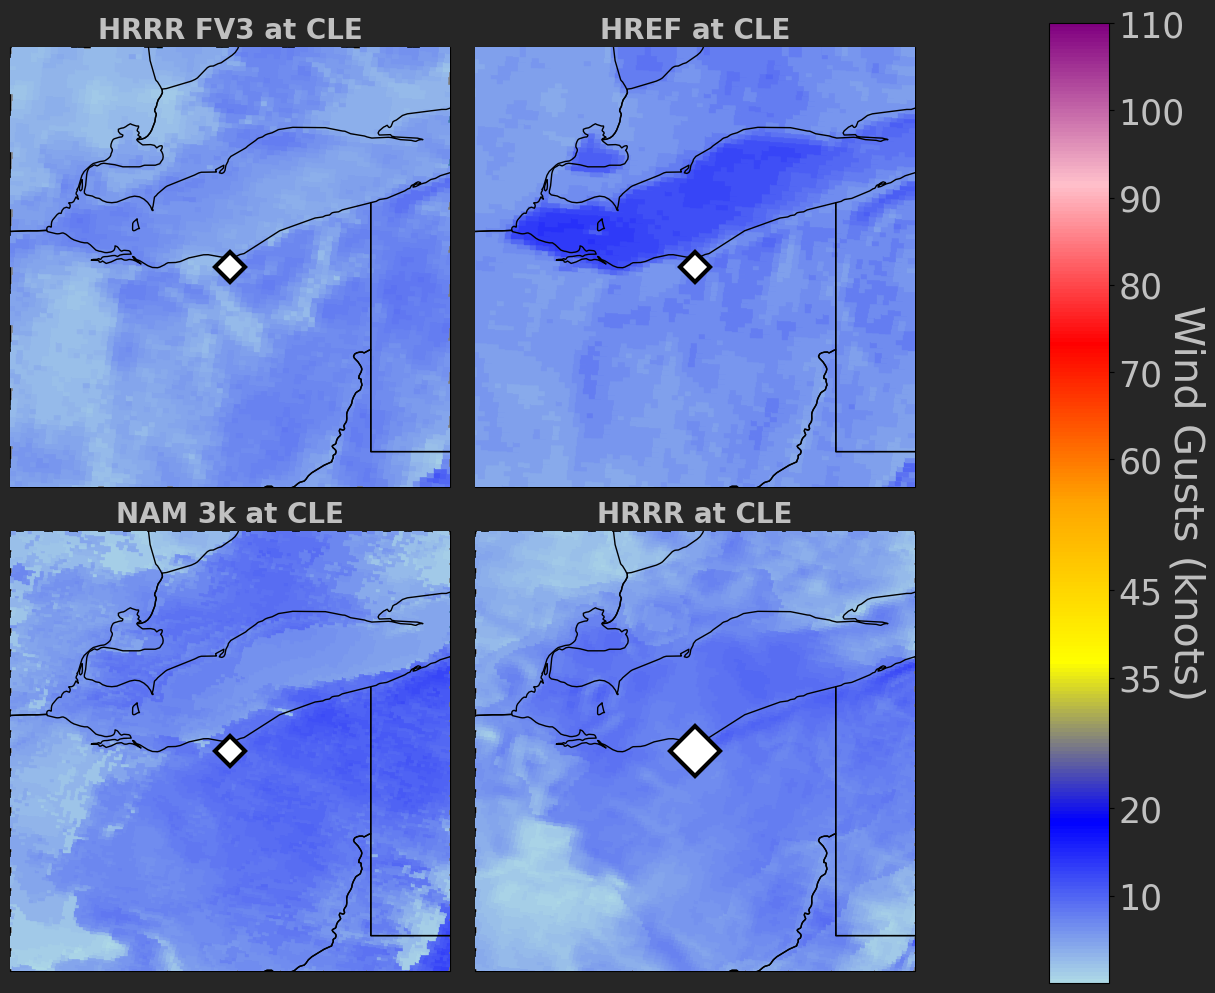 HRRR FV3 at CLE
HREF at CLE
NAM 3k at CLE
HRRR at CLE
110
100
90
80
70
60
45
35
20
10
Wind Gusts (knots)